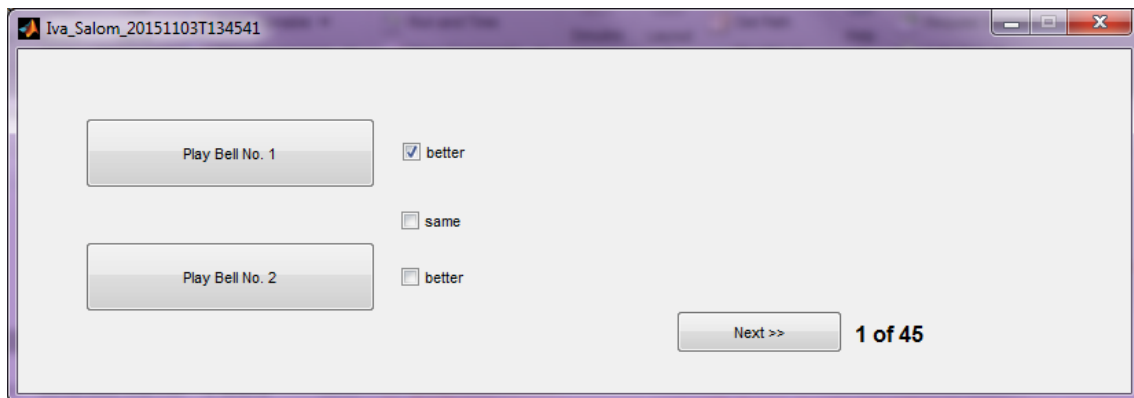 Iva_Salom_20151103T134541
Play Bell No. 1
better
same
Play Bell No. 2
better
Next >>
1 of 45